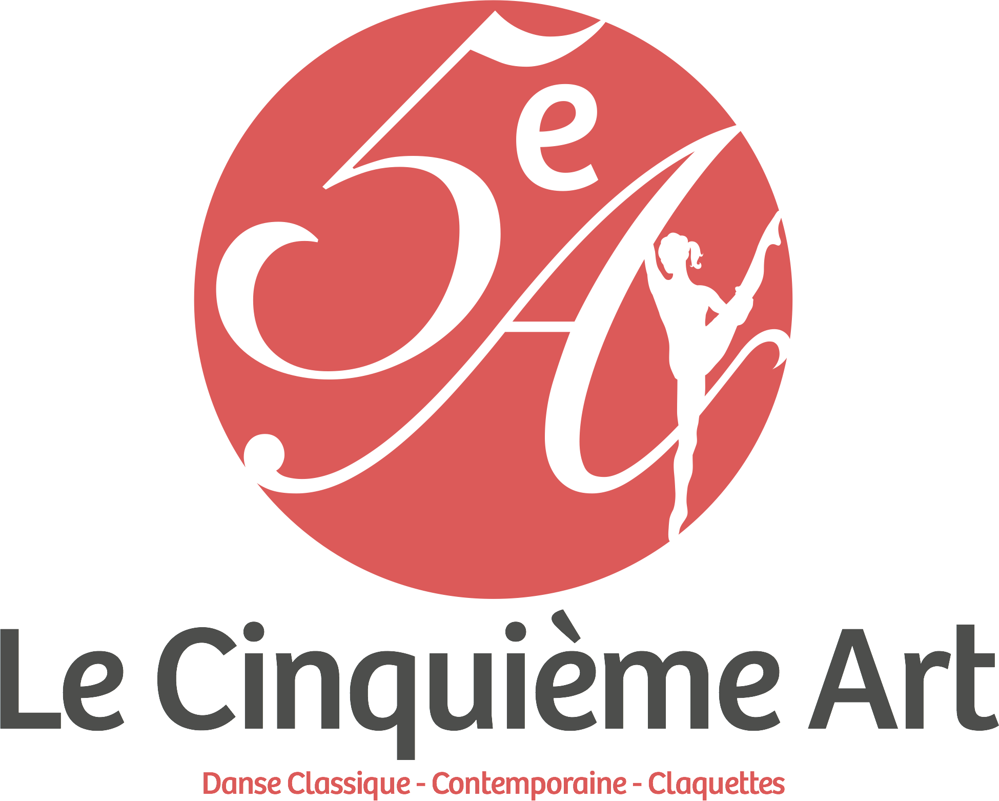 5e
A
Le Cinquième Art
Danse Classique - Contemporaine - Claquettes